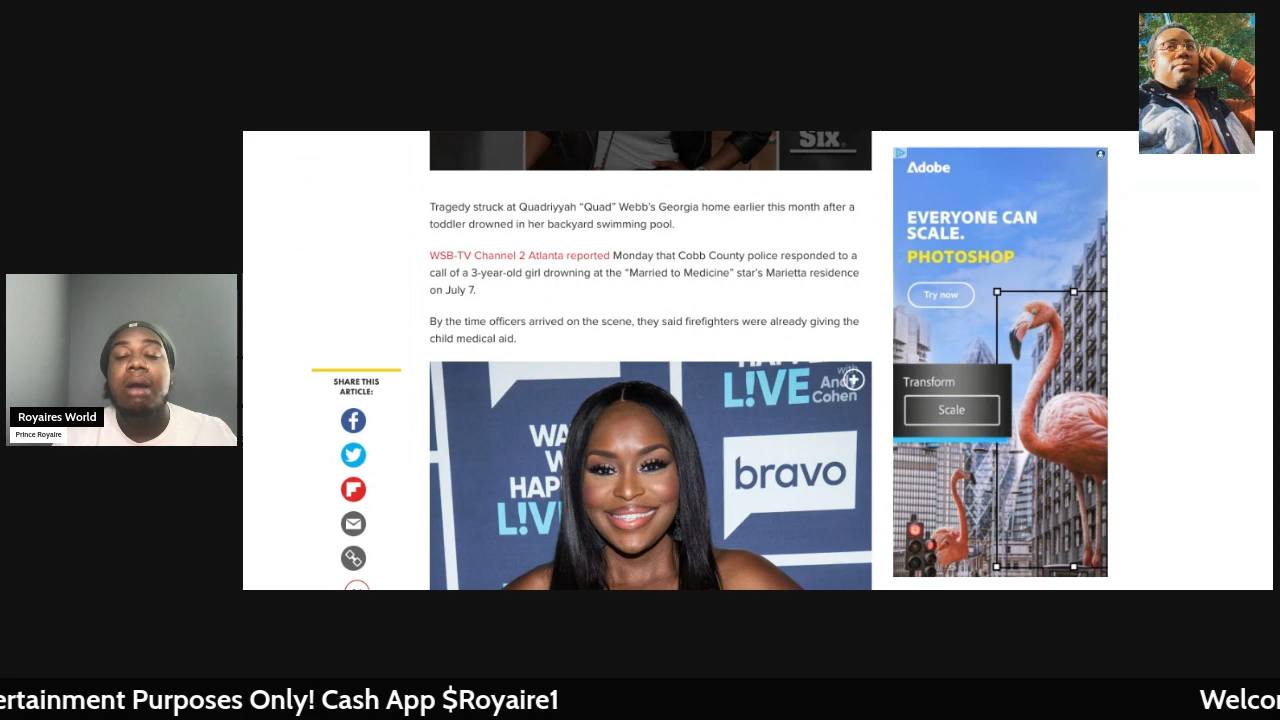 Six
Tragedy struck at Quadriyyah “Quad” Webb’s Georgia home earlier this month after a
toddler drowned in her backyard swimming pool.
WSB-TV Channel 2 Atlanta reported Monday that Cobb County police responded to a
call of a 3-year-old girl drowning at the “Married to Medicine” star’s Marietta residence
on July 7.
By the time officers arrived on the scene, they said firefighters were already giving the
child medical aid.
SHARE THIS
ARTICLE:
L!VE
with
Andy
Cohen
WA
W
HAP
L!V
bravo
Adobe
EVERYONE CAN
SCALE.
PHOTOSHOP
Try now
Transform
Scale
Royaires World
Prince Royaire
ertainment Purposes Only! Cash App $Royaire1
Welco